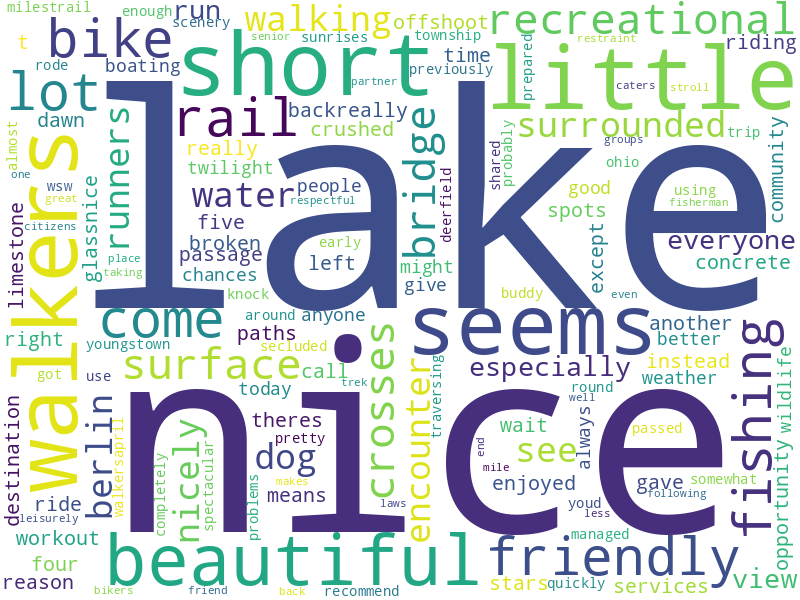 milestrail
enough
run
walking
offshoot
recreational
scenery
senior
sunrises
township
prepared
restraint
t
bike
short
little
riding
rode
boating
partner
time
previously
caters
stroll
lot
rail
backreally
crushed
surrounded
trip
almost
dawn
walkers
runners
really
twilight
bridge
shared
probably
groups
ohio
community
one
wsw
great
citizens
glassnice
water
people
respectful
five
lake
deerfield
good
using
fisherman
spots
everyone
limestone
place
taking
broken
passage
early
left
chances
might
give
except
concrete
wildlife
knock
buddy
even
come
around
anyone
seems
another
right
youngstown
paths
secluded
call
crosses
better
surface
got
use
today
trek
traversing
especially
round
well
instead
weather
fishing
destination
berlin
walkersapril
nicely
theres
pretty
nice
encounter
wait
see
always
passed
opportunity
dog
spectacular
completely
end
mile
ride
means
makes
problems
enjoyed
youd
less
gave
following
somewhat
leisurely
laws
workout
four
reason
beautiful
friendly
managed
view
stars
quickly
services
bikers
friend
back
recommend